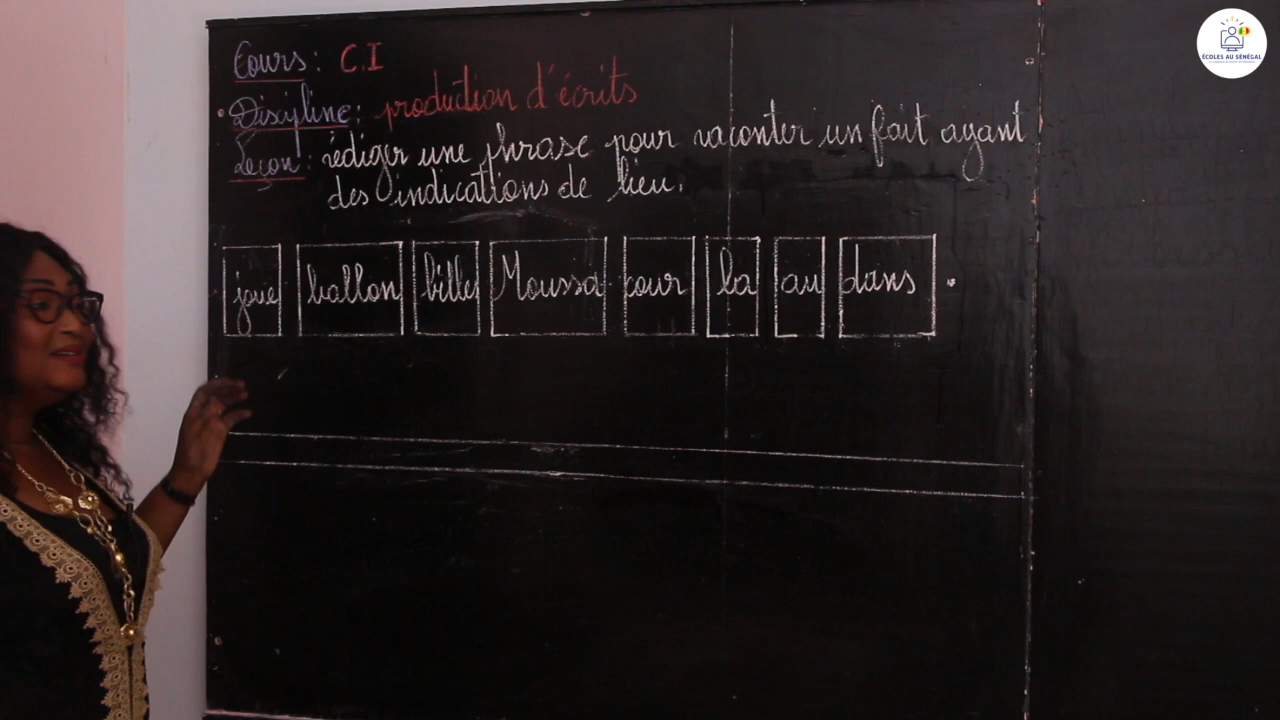 Cours : C.I
Discipline : production d'écrits
Leçon : rédiger une phrase pour raconter un fait ayant
des indications de lieu.
joue ballon billes Moussa cour la au dans .
ÉCOLES AU SÉNÉGAL